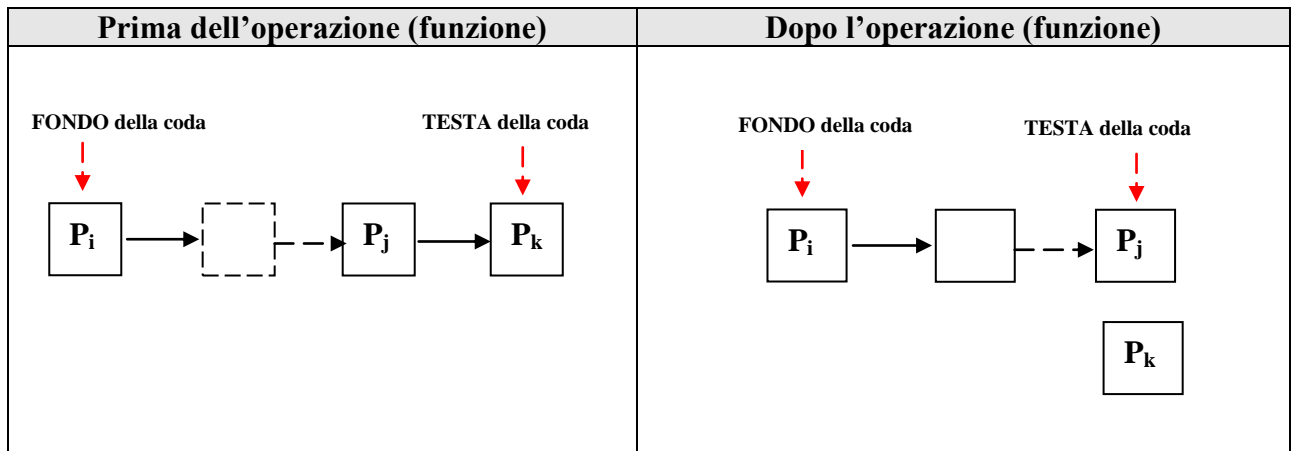 Prima dell’operazione (funzione)
Dopo l’operazione (funzione)
FONDO della coda
TESTA della coda
Pi
Pj
Pk
FONDO della coda
TESTA della coda
Pi
Pj
Pk